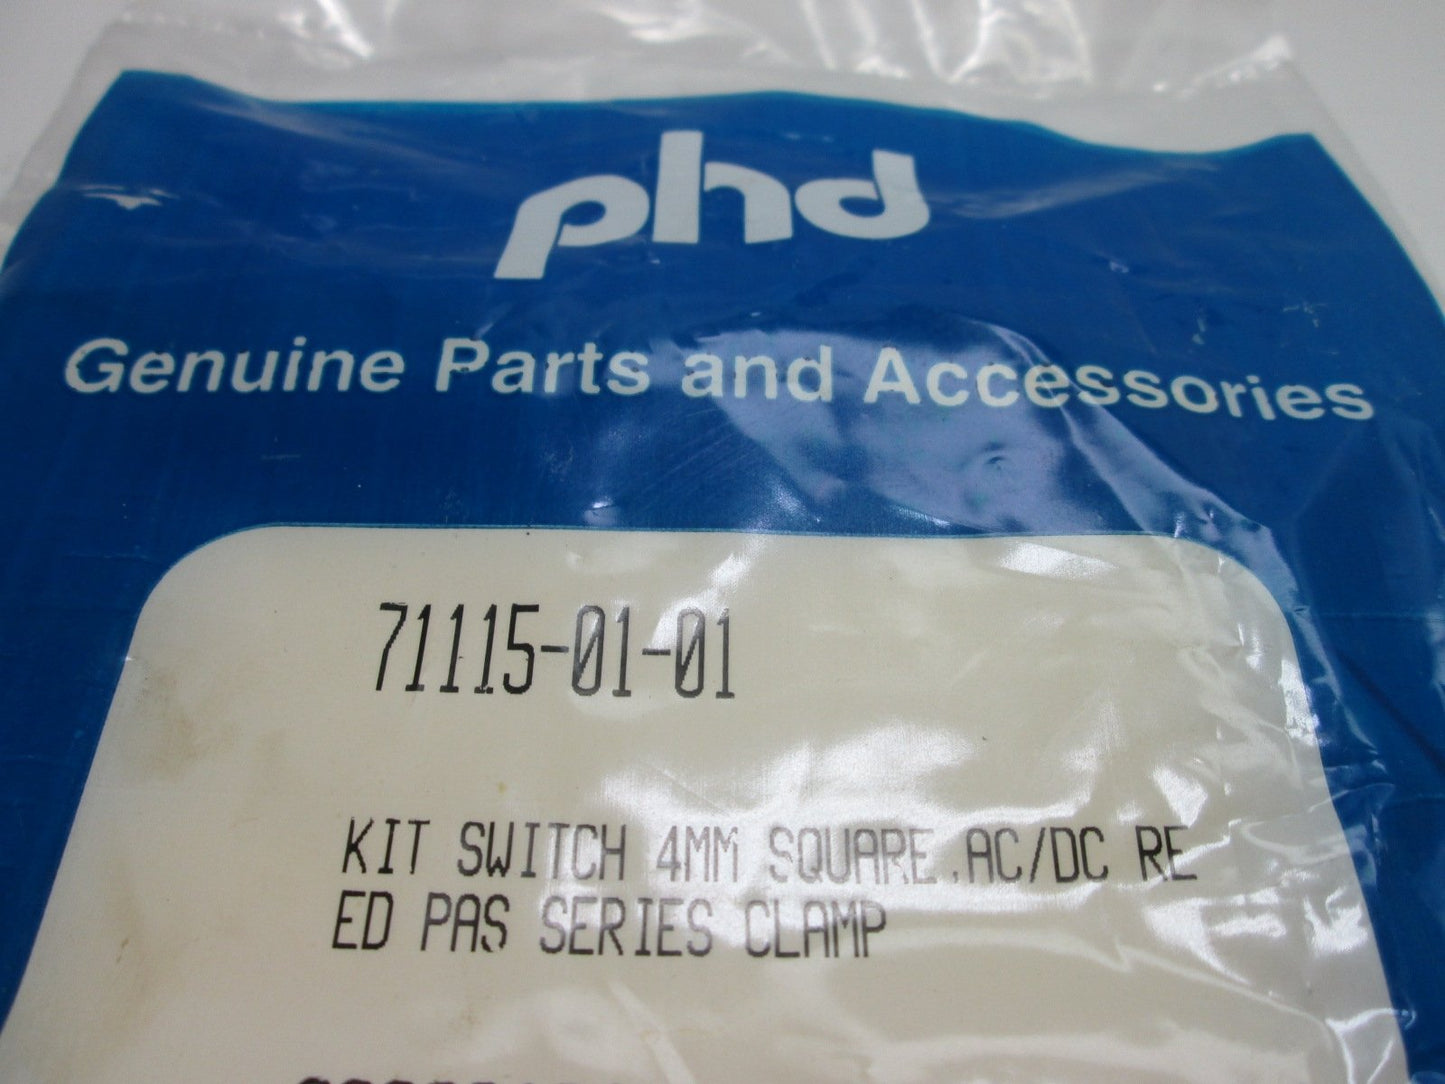 phd
Genuine Parts and Accessories
71115-01-01
KIT SWITCH 4MM SQUARE,AC/DC RE
ED PAS SERIES CLAMP